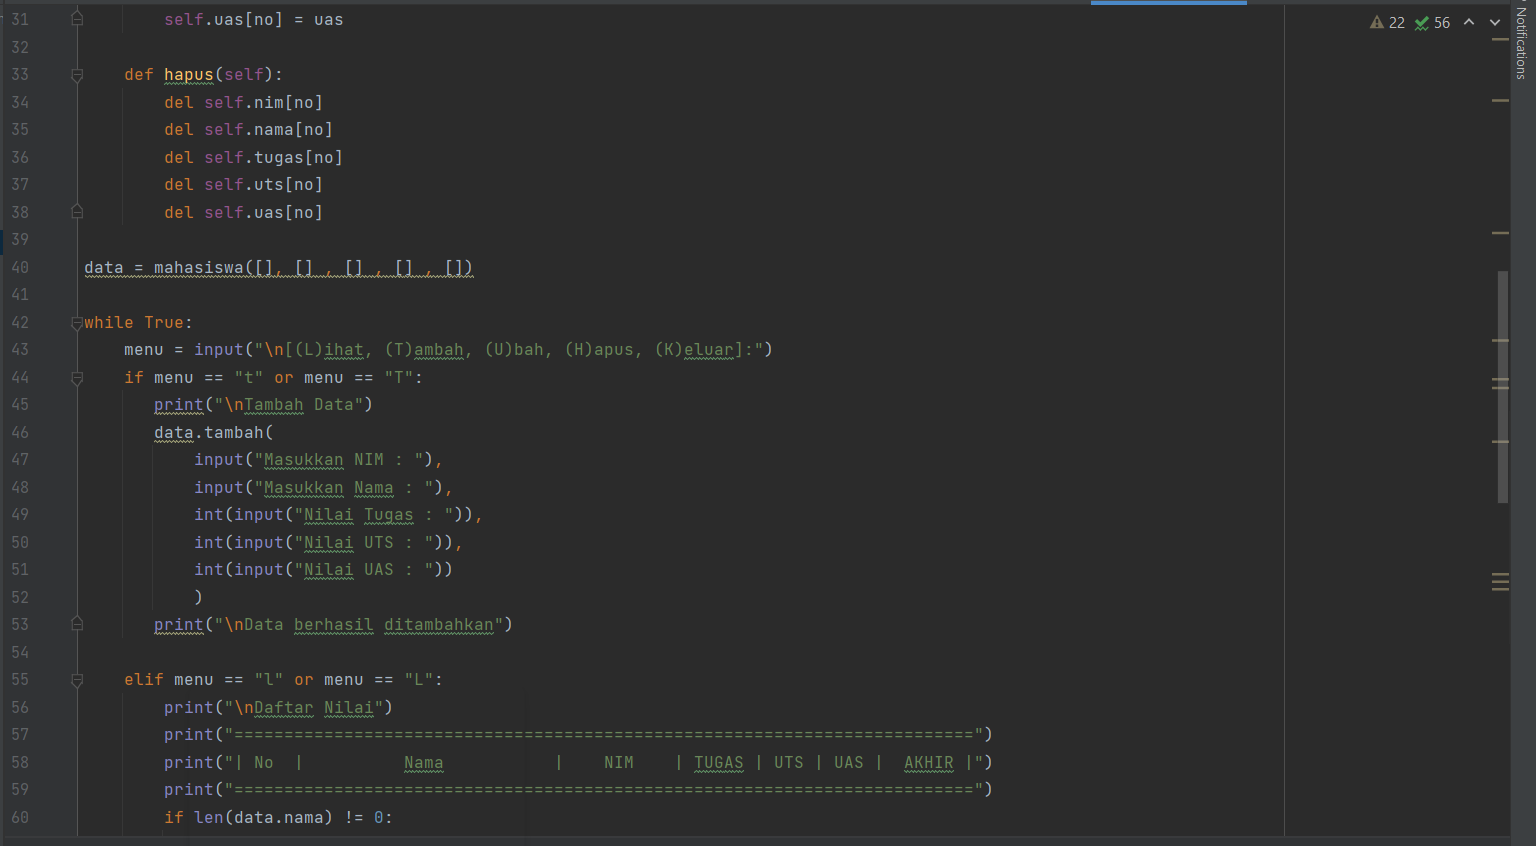 31 self.uas[no] = uas
32
33 def hapus(self):
34 del self.nim[no]
35 del self.nama[no]
36 del self.tugas[no]
37 del self.uts[no]
38 del self.uas[no]
39
40 data = mahasiswa([], [] , [] , [] , [])
41
42 while True:
43 menu = input("\n[(L)ihat, (T)ambah, (U)bah, (H)apus, (K)eluar]:")
44 if menu == "t" or menu == "T":
45 print("\nTambah Data")
46 data.tambah(
47 input("Masukkan NIM : "),
48 input("Masukkan Nama : "),
49 int(input("Nilai Tugas : ")),
50 int(input("Nilai UTS : ")),
51 int(input("Nilai UAS : "))
52 )
53 print("\nData berhasil ditambahkan")
54
55 elif menu == "l" or menu == "L":
56 print("\nDaftar Nilai")
57 print("==========================================================================")
58 print("| No  |          Nama           |    NIM    | TUGAS | UTS | UAS |  AKHIR |")
59 print("==========================================================================")
60 if len(data.nama) != 0:
22 56
Notifications